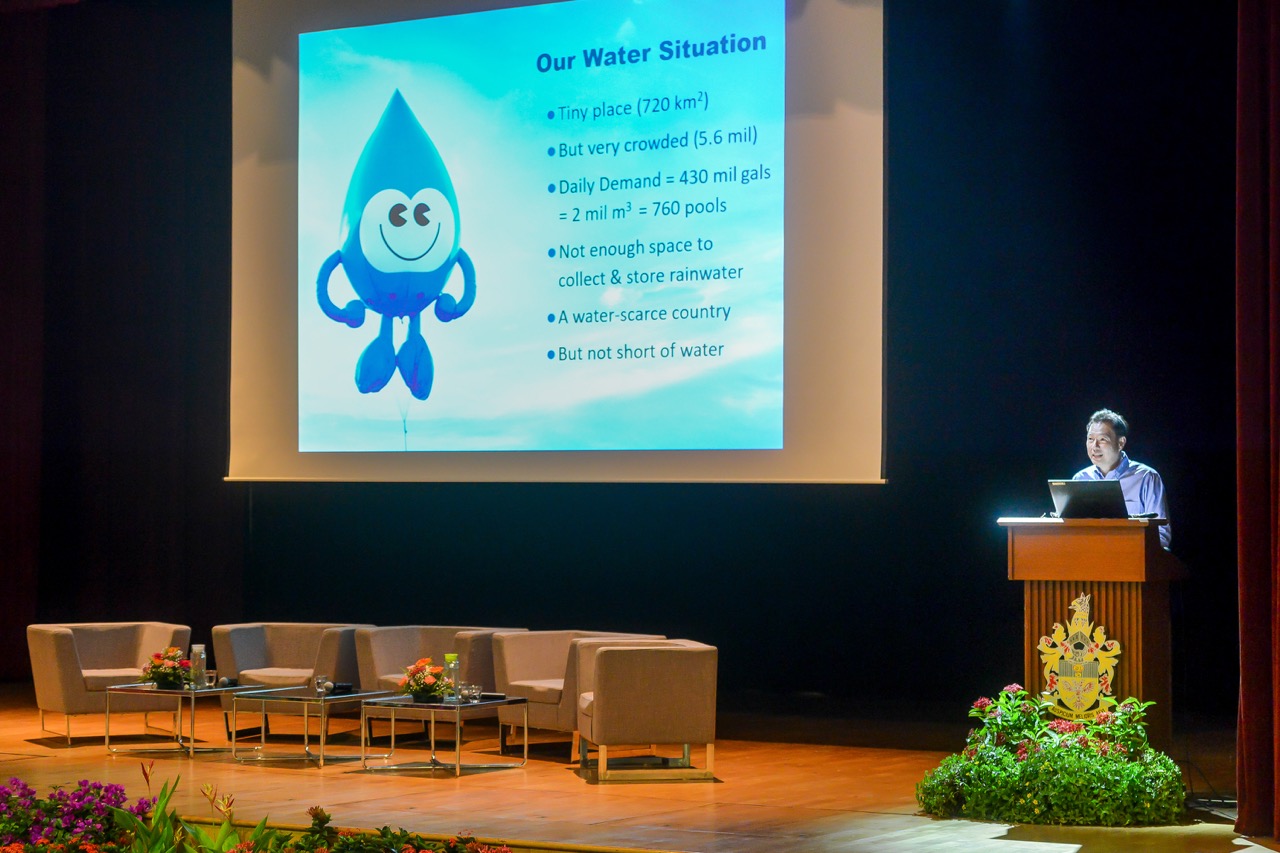 Our Water Situation
• Tiny place (720 km²)
• But very crowded (5.6 mil)
• Daily Demand = 430 mil gals
= 2 mil m³ = 760 pools
• Not enough space to
collect & store rainwater
• A water-scarce country
• But not short of water